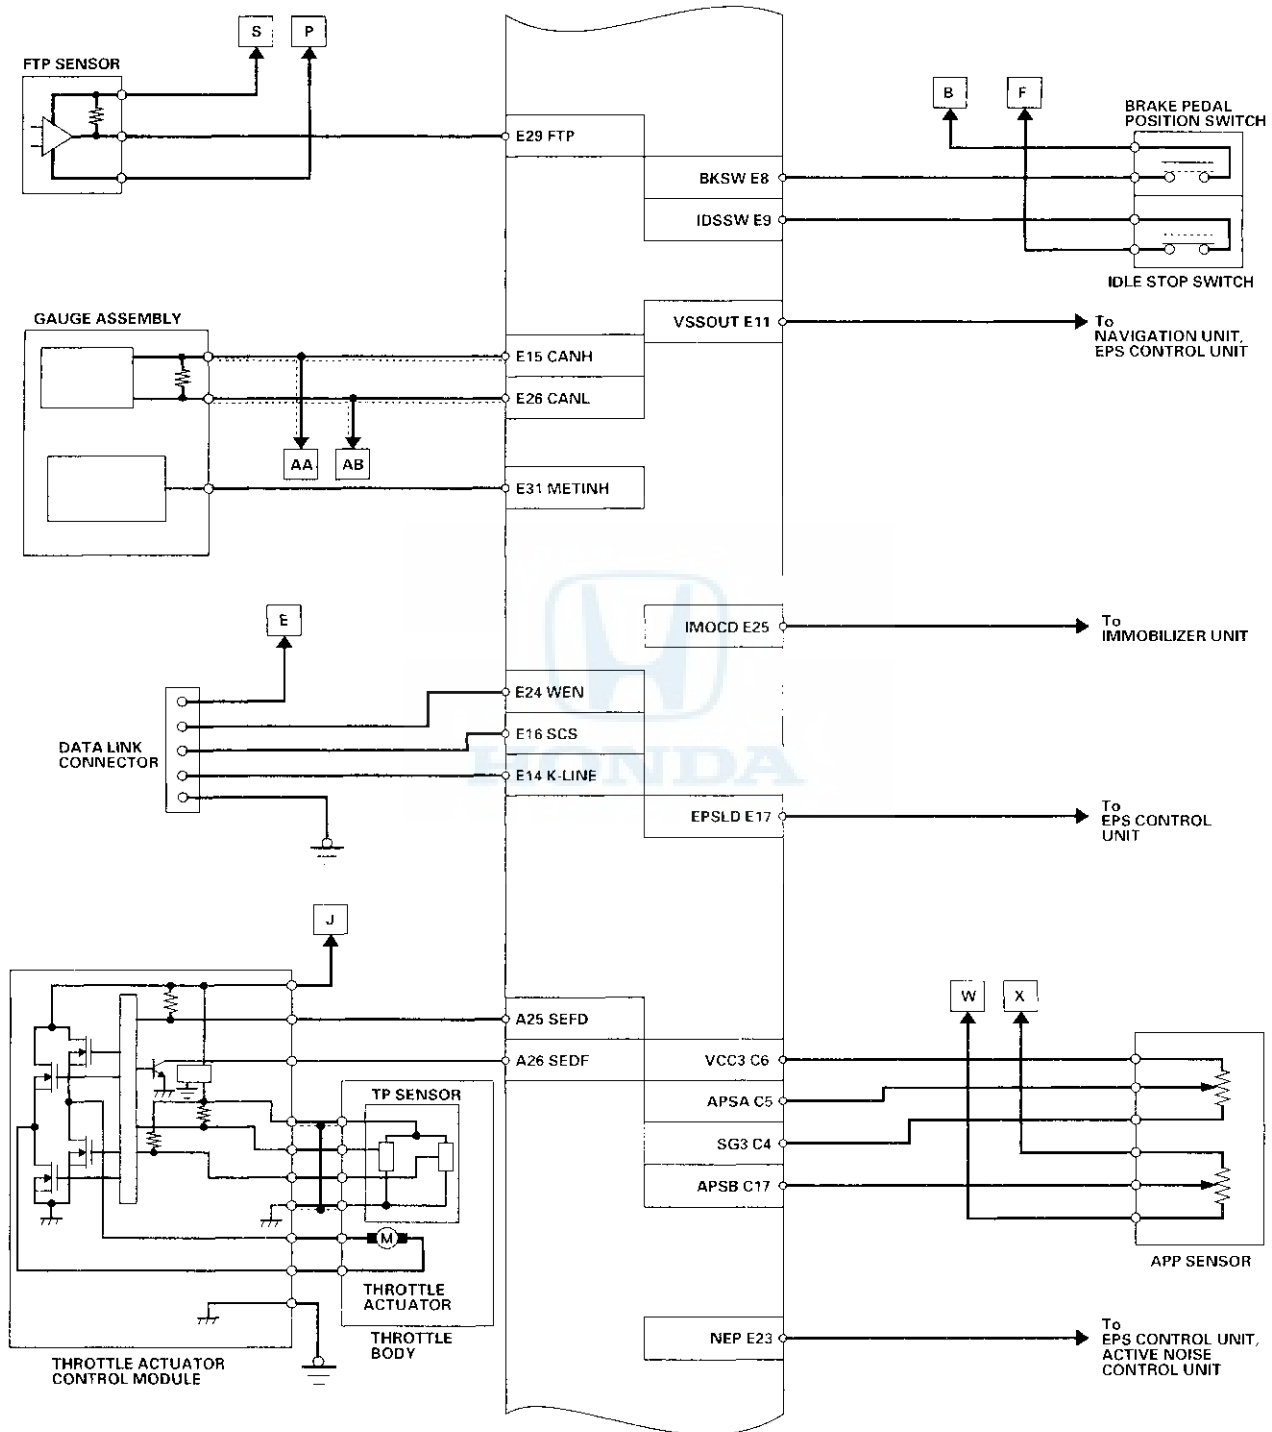 S
P
FTP SENSOR
E29 FTP
B
F
BRAKE PEDAL
POSITION SWITCH
BKSW E8
IDSSW E9
IDLE STOP SWITCH
GAUGE ASSEMBLY
VSSOUT E11
To
NAVIGATION UNIT,
EPS CONTROL UNIT
E15 CANH
E26 CANL
AA
AB
E31 METINH
E
IMOCD E25
To
IMMOBILIZER UNIT
E24 WEN
E16 SCS
E14 K-LINE
HONDA
DATA LINK
CONNECTOR
EPSLD E17
To
EPS CONTROL
UNIT
J
A25 SEFD
A26 SEDF
W
X
VCC3 C6
APSA C5
SG3 C4
APSB C17
TP SENSOR
M
APP SENSOR
THROTTLE
ACTUATOR
THROTTLE
BODY
THROTTLE ACTUATOR
CONTROL MODULE
NEP E23
To
EPS CONTROL UNIT,
ACTIVE NOISE
CONTROL UNIT